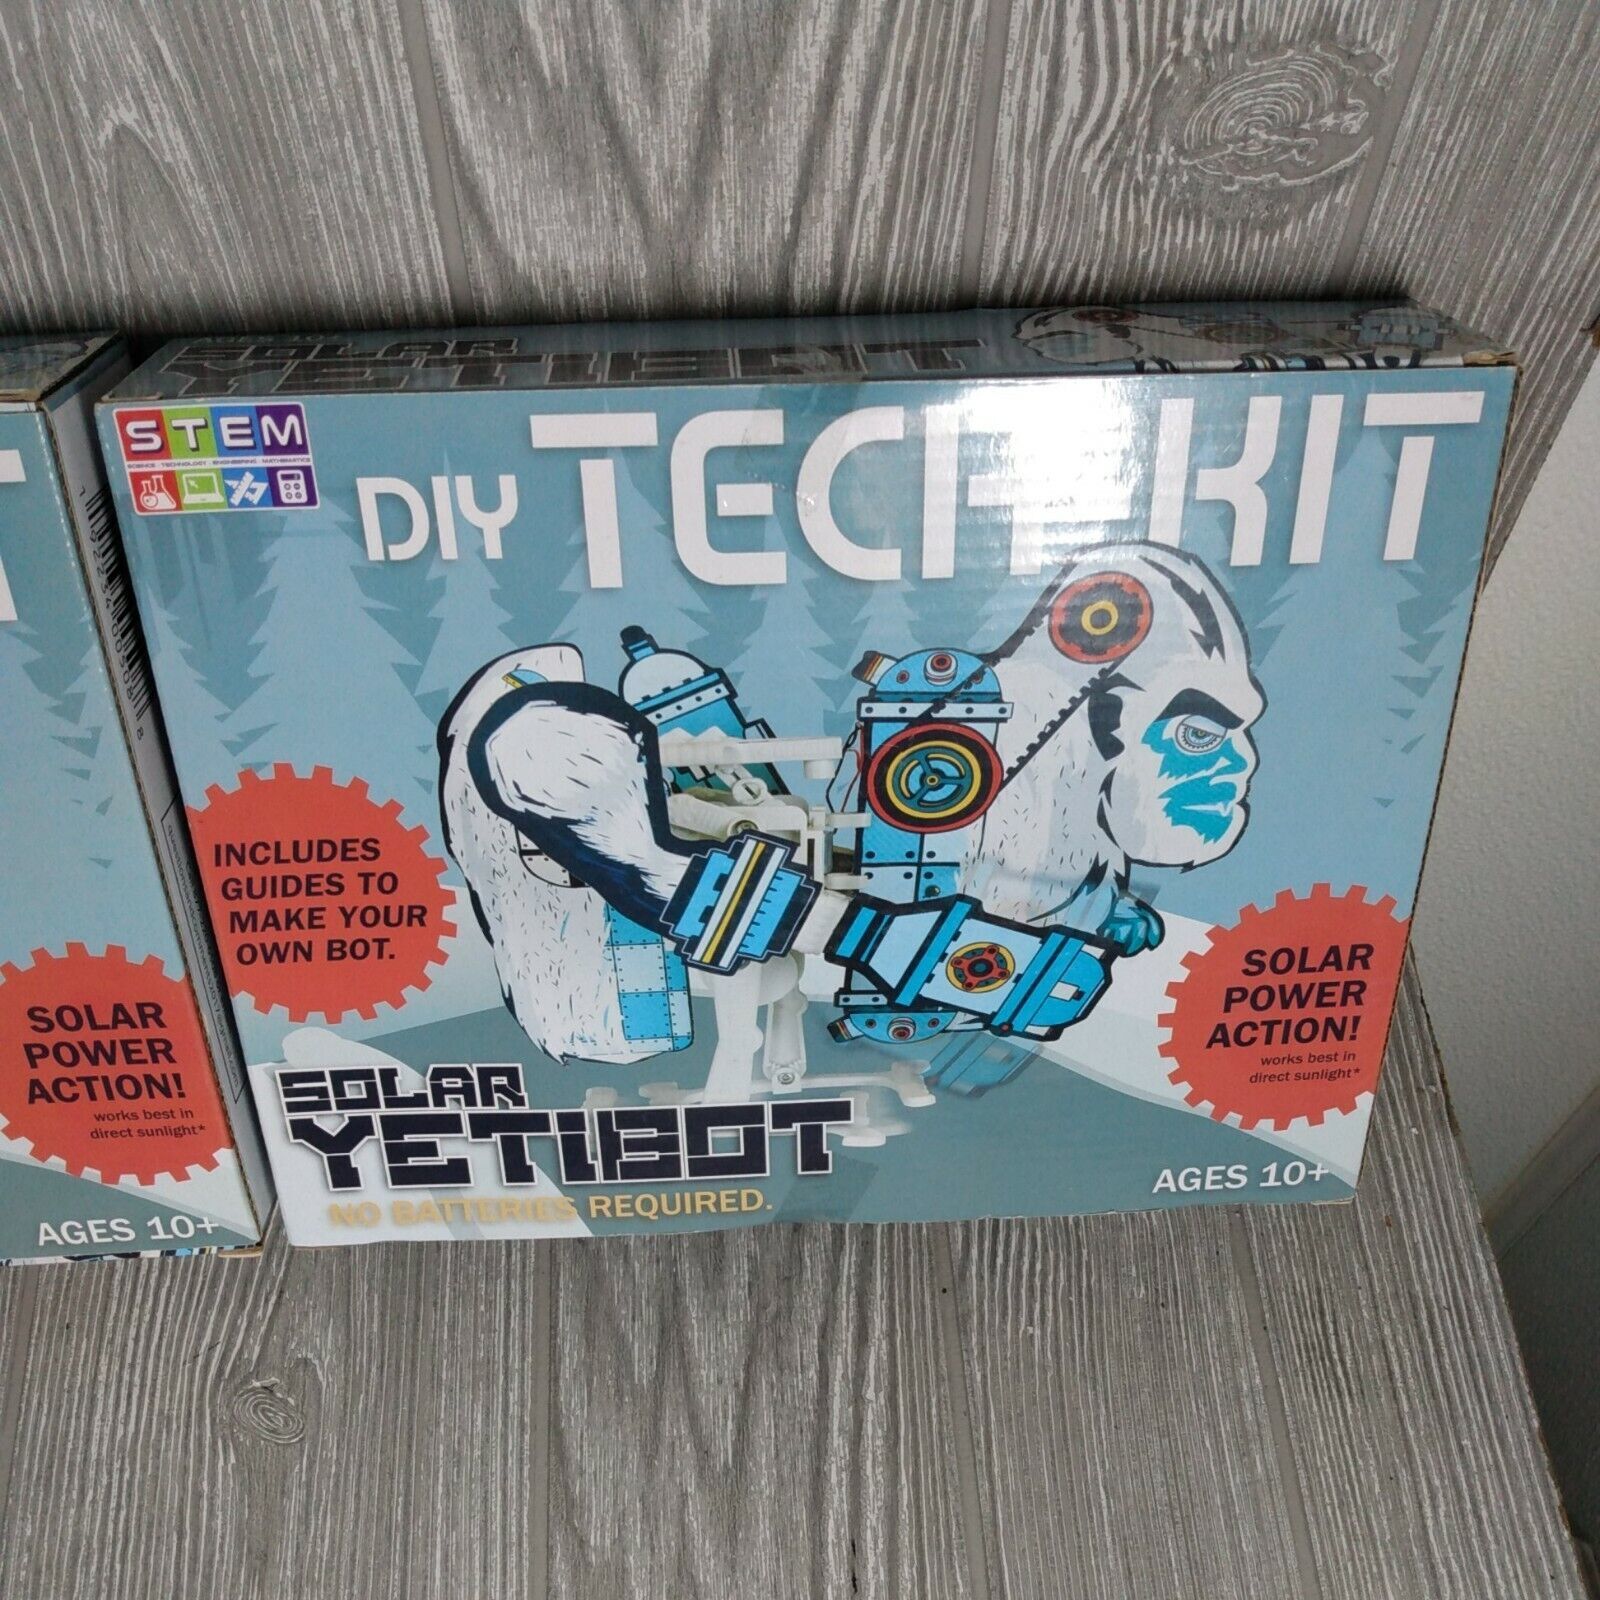 SOLAR
POWER
ACTION!
works best in
direct sunlight*
AGES 10+
SOLAR
YETIBOT
STEM
SCIENCE · TECHNOLOGY · ENGINEERING · MATHEMATICS
DIY TECH KIT
INCLUDES
GUIDES TO
MAKE YOUR
OWN BOT.
SOLAR
POWER
ACTION!
works best in
direct sunlight*
SOLAR
YETIBOT
NO BATTERIES REQUIRED.
AGES 10+